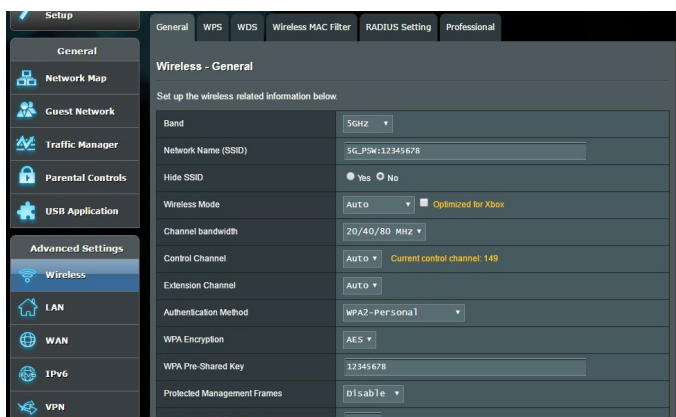 Setup
General
Network Map
Guest Network
Traffic Manager
Parental Controls
USB Application
Advanced Settings
Wireless
LAN
WAN
IPv6
VPN
General WPS WDS Wireless MAC Filter RADIUS Setting Professional
Wireless - General
Set up the wireless related information below.
Band 5GHz
Network Name (SSID) 5G_PSW:12345678
Hide SSID Yes No
Wireless Mode Auto Optimized for Xbox
Channel bandwidth 20/40/80 MHz
Control Channel Auto Current control channel: 149
Extension Channel Auto
Authentication Method WPA2-Personal
WPA Encryption AES
WPA Pre-Shared Key 12345678
Protected Management Frames Disable